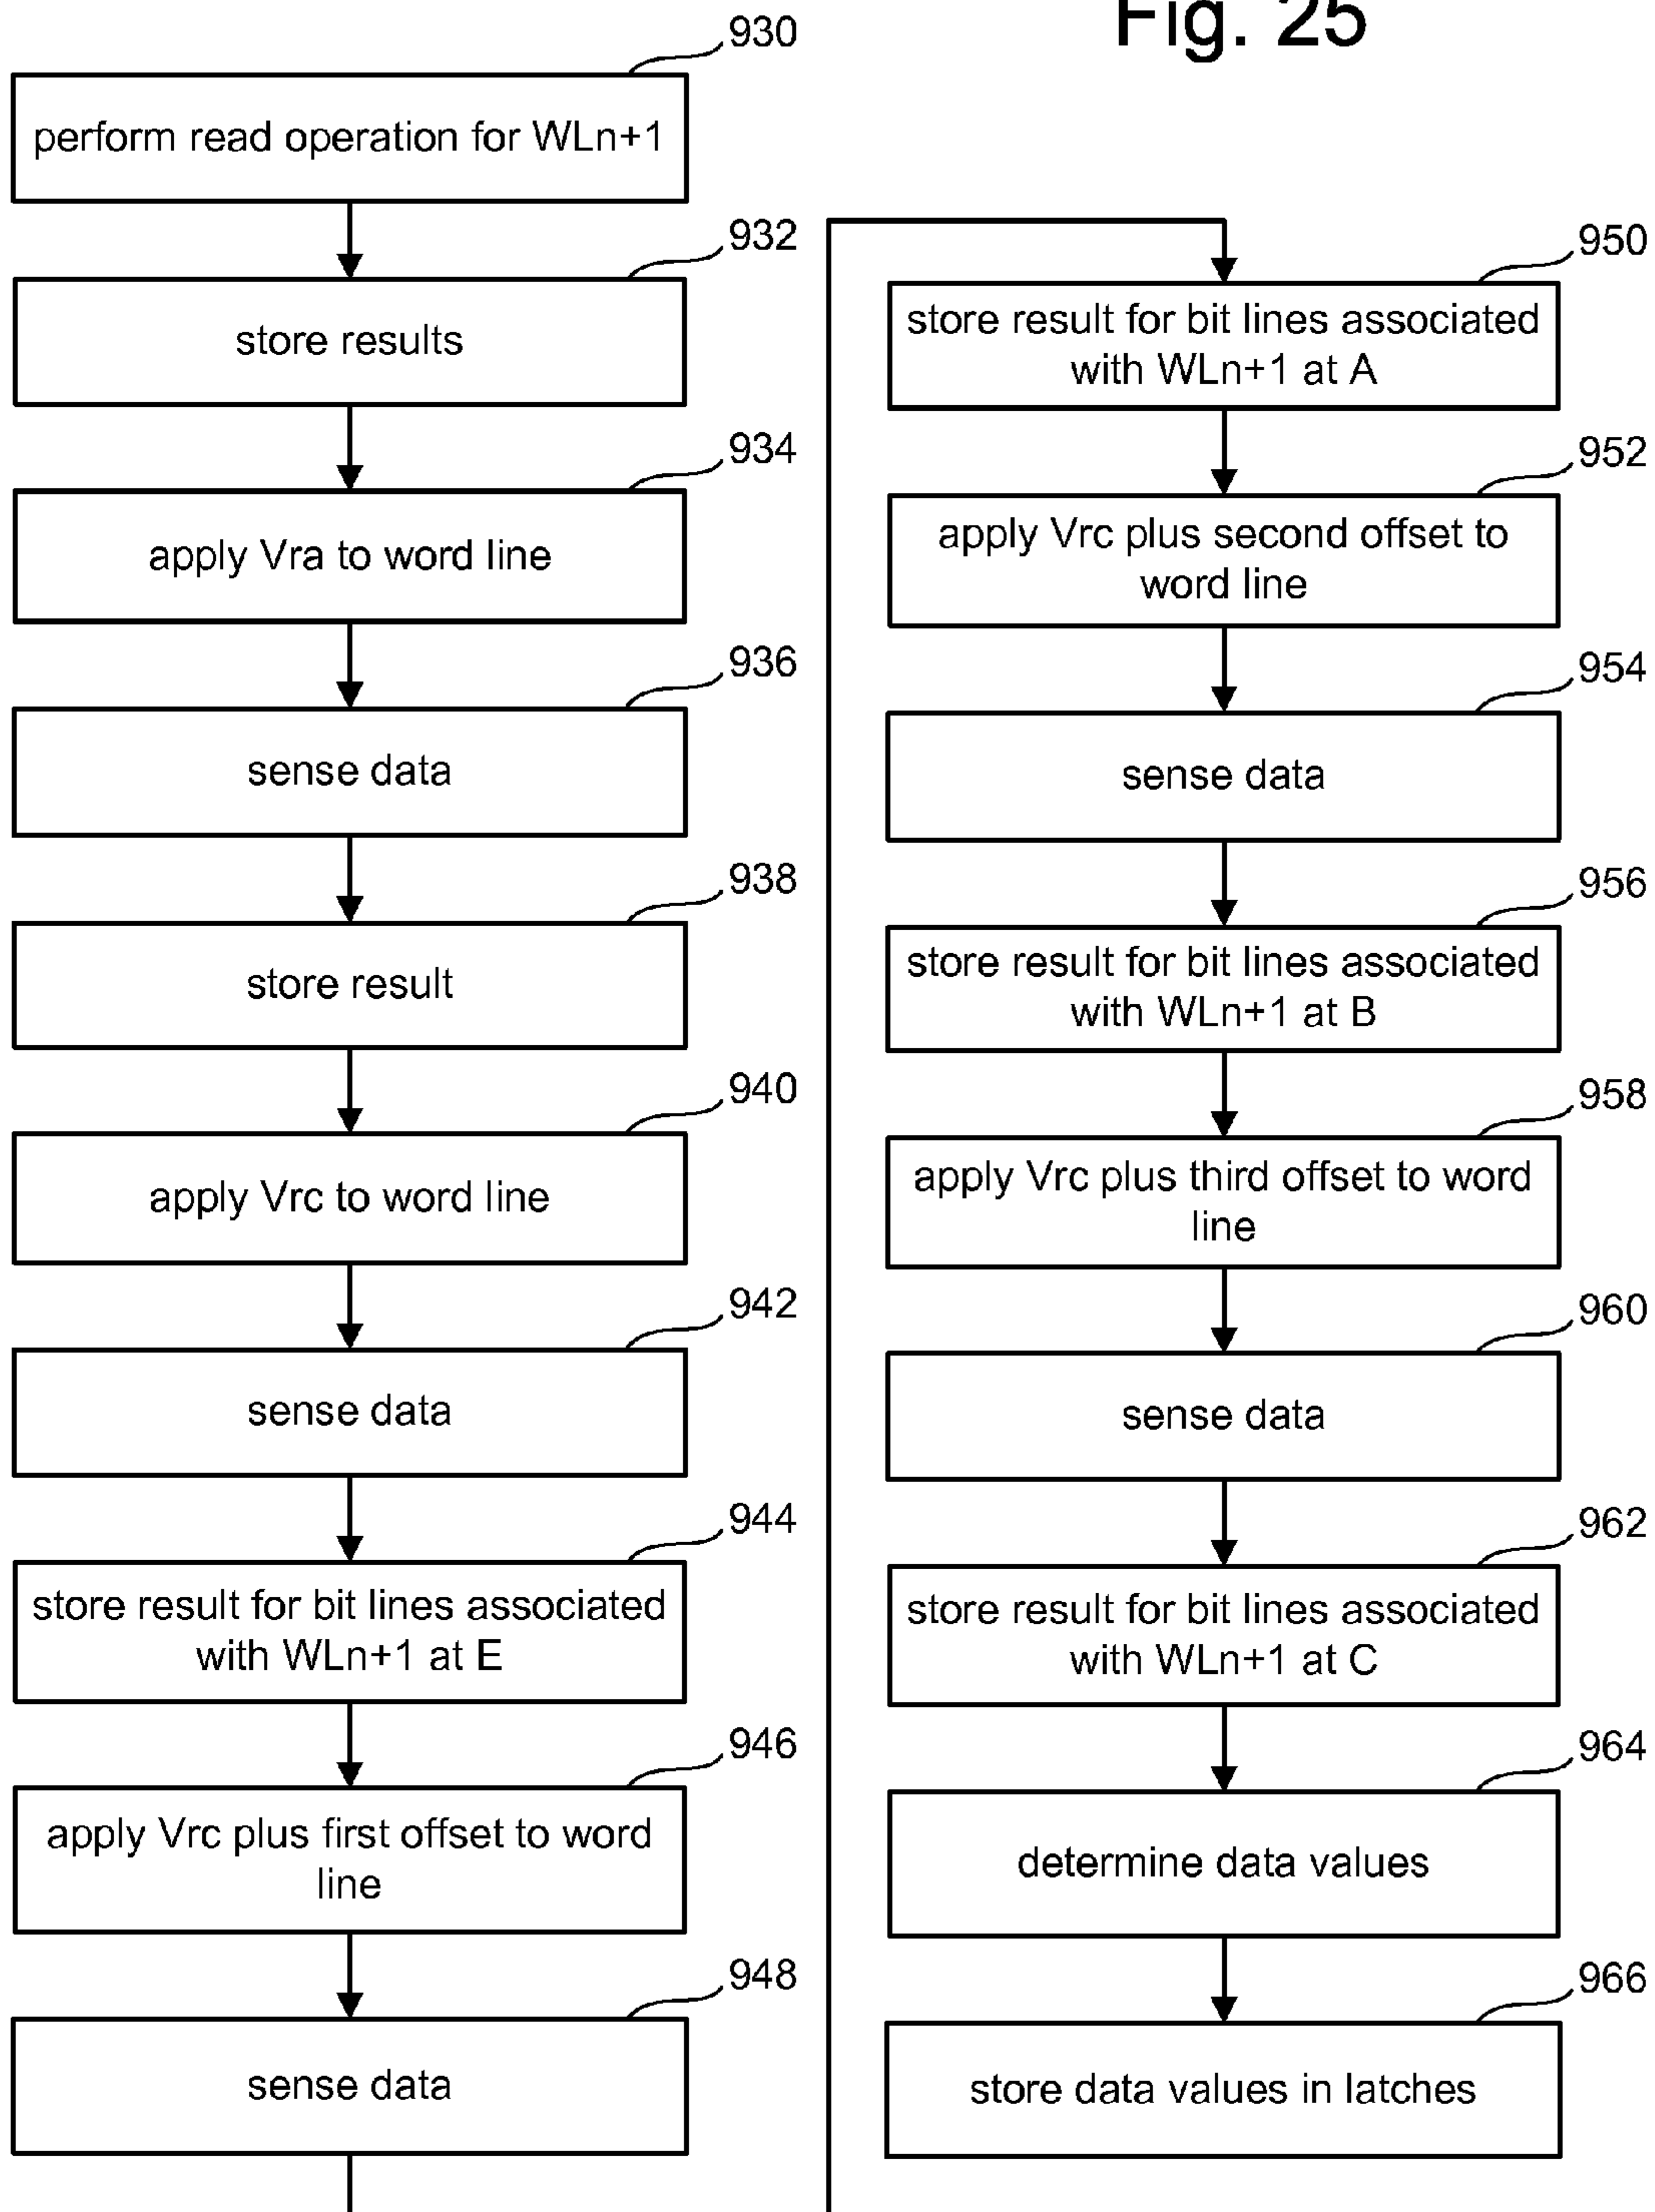 Fig. 25
930
perform read operation for WLn+1
932
store results
934
apply Vra to word line
936
sense data
938
store result
940
apply Vrc to word line
942
sense data
944
store result for bit lines associated
with WLn+1 at E
946
apply Vrc plus first offset to word
line
948
sense data
950
store result for bit lines associated
with WLn+1 at A
952
apply Vrc plus second offset to
word line
954
sense data
956
store result for bit lines associated
with WLn+1 at B
958
apply Vrc plus third offset to word
line
960
sense data
962
store result for bit lines associated
with WLn+1 at C
964
determine data values
966
store data values in latches